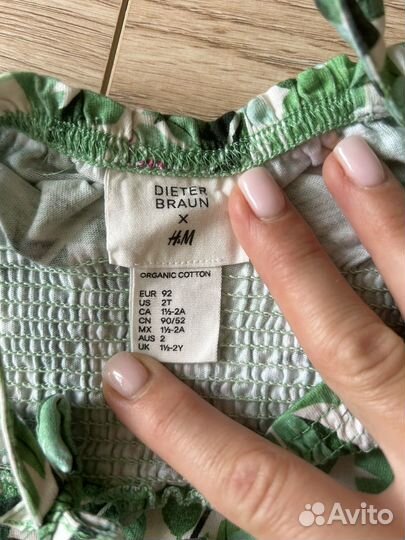 DIETER
BRAUN
X
H&M
ORGANIC COTTON
EUR 92
US 2T
CA 1½-2A
CN 90/52
MX 1½-2A
AUS 2
UK 1½-2Y
Avito